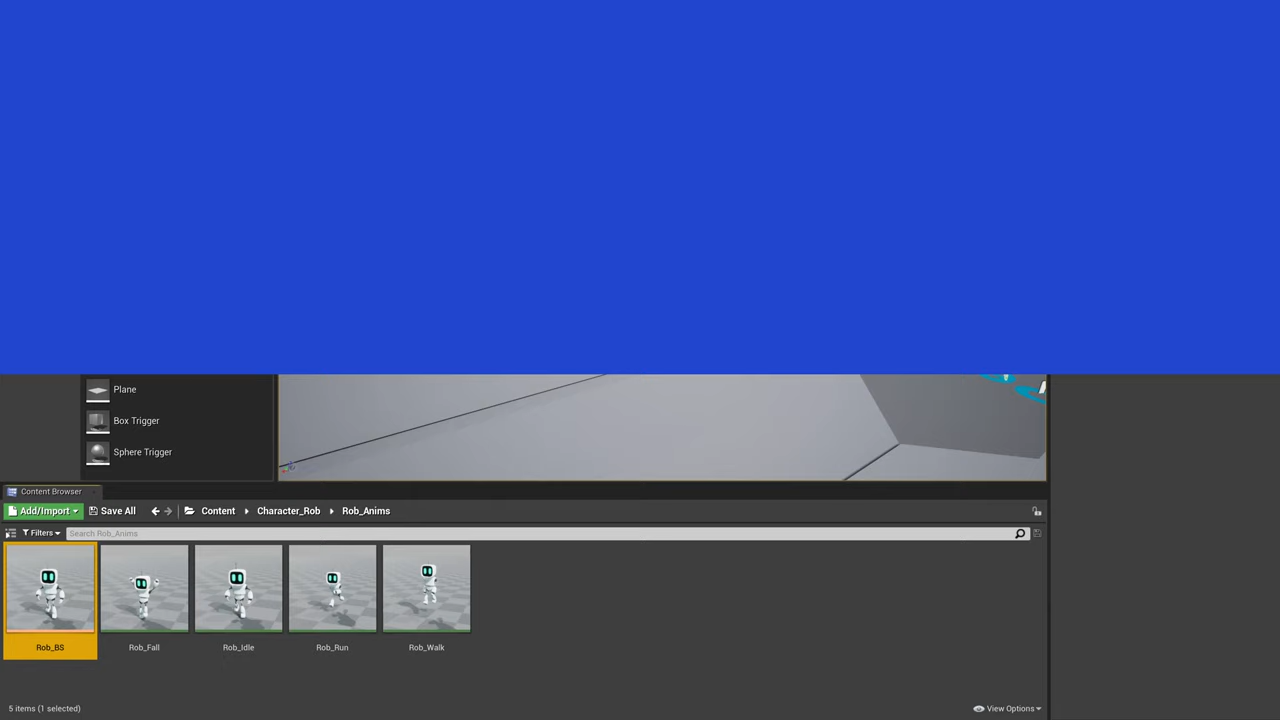 Plane
Box Trigger
Sphere Trigger
Content Browser
Add/Import
Save All
Content
Character_Rob
Rob_Anims
Filters
Search Rob_Anims
Rob_BS
Rob_Fall
Rob_Idle
Rob_Run
Rob_Walk
5 items (1 selected)
View Options